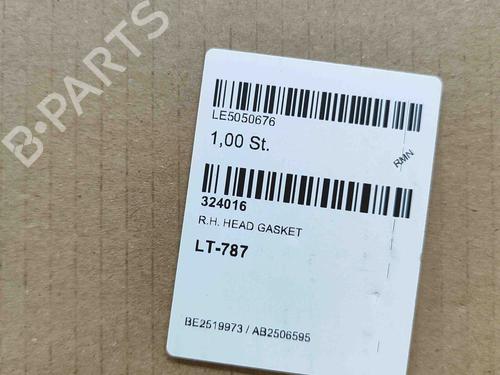 B-PARTS
LE5050676
1,00 St.
RMN
324016
R.H. HEAD GASKET
LT-787
BE2519973 / AB2506595